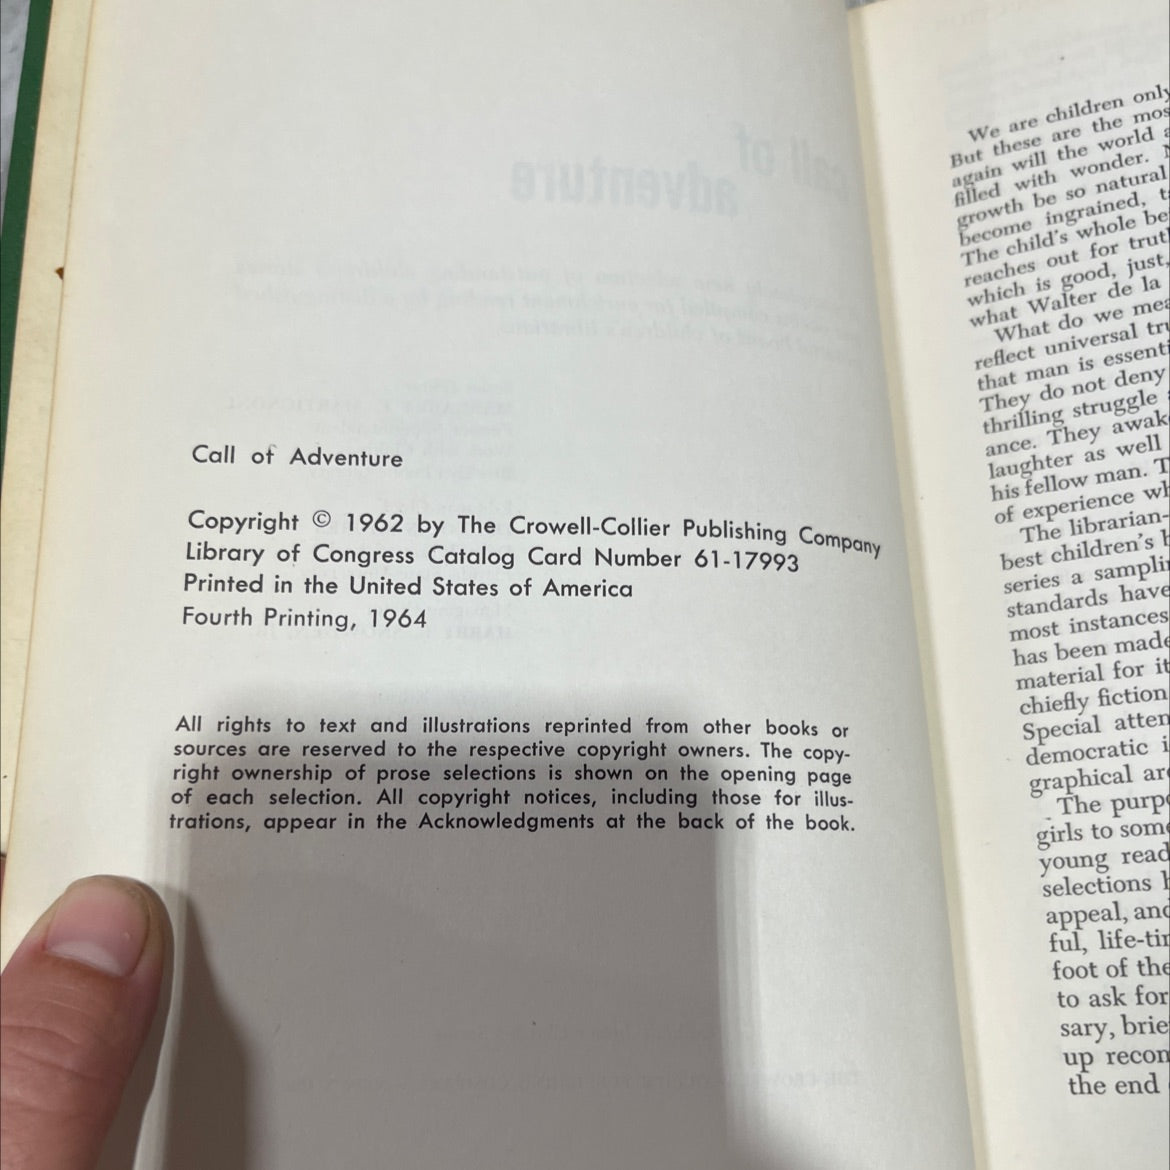 Call of Adventure
Copyright © 1962 by The Crowell-Collier Publishing Company
Library of Congress Catalog Card Number 61-17993
Printed in the United States of America
Fourth Printing, 1964
All rights to text and illustrations reprinted from other books or
sources are reserved to the respective copyright owners. The copy-
right ownership of prose selections is shown on the opening page
of each selection. All copyright notices, including those for illus-
trations, appear in the Acknowledgments at the back of the book.
We are children only
But these are the mos
again will the world a
filled with wonder. N
growth be so natural
become ingrained, t
The child's whole be
reaches out for trut
which is good, just,
what Walter de la
What do we mea
reflect universal tru
that man is essenti
They do not deny
thrilling struggle
ance. They awak
laughter as well
his fellow man. T
of experience wh
The librarian-
best children's b
series a samplin
standards have
most instances
has been made
material for it
chiefly fiction
Special atten
democratic i
graphical are
The purpo
girls to some
young read
selections h
appeal, and
ful, life-tim
foot of the
to ask for
sary, brie
up recon
the end